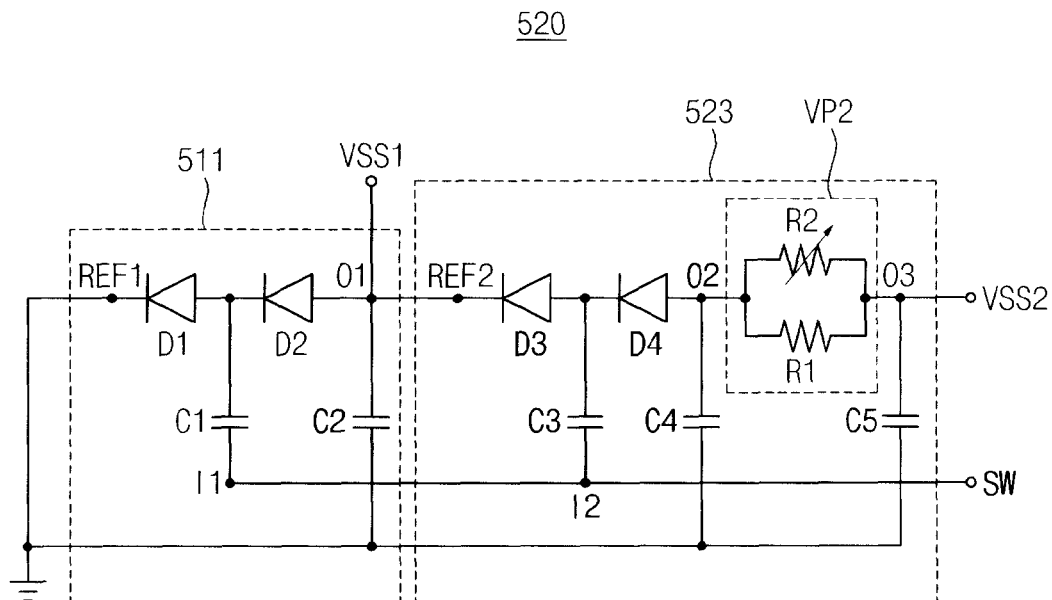 520
523
VP2
511
VSS1
R2
REF1
O1
REF2
O2
O3
D1
D2
D3
D4
VSS2
R1
C1
C2
C3
C4
C5
I1
I2
SW